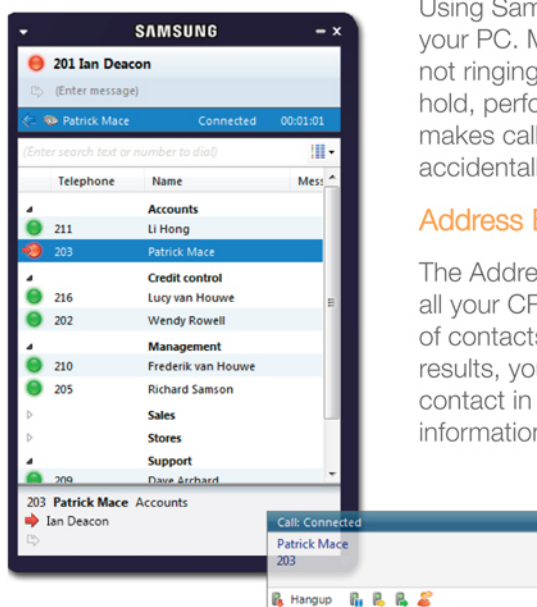 SAMSUNG
201 Ian Deacon
(Enter message)
Patrick Mace Connected 00:01:01
(Enter search text or number to dial)
Telephone Name Mess
Accounts
211 Li Hong
203 Patrick Mace
Credit control
216 Lucy van Houwe
202 Wendy Rowell
Management
210 Frederik van Houwe
205 Richard Samson
Sales
Stores
Support
209 Dave Archard
203 Patrick Mace Accounts
Ian Deacon
Call: Connected
Patrick Mace
203
Hangup
Using Sam
your PC. M
not ringing
hold, perfo
makes call
accidentall
Address B
The Addre
all your CR
of contacts
results, you
contact in
information